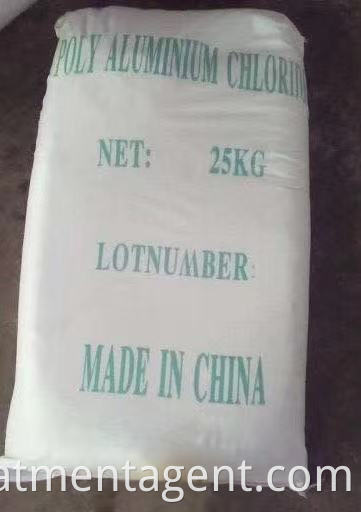 POLY ALUMINIUM CHLORID
NET: 25KG
LOTNUMBER:
MADE IN CHINA
atmentagent.com